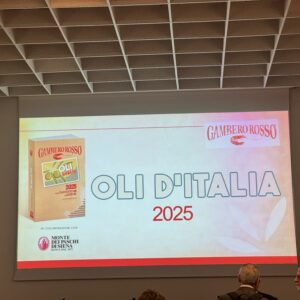 GAMBERO ROSSO
OLI D'ITALIA
2025
GAMBERO ROSSO
2025
MONTE
DEI PASCHI
DI SIENA